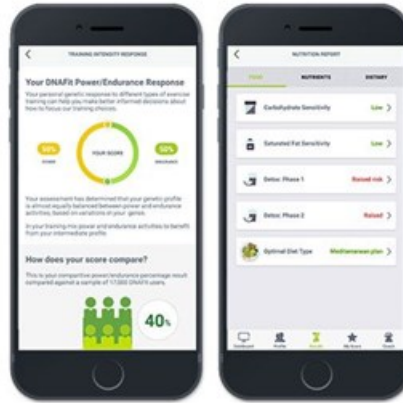 TRAINING INTENSITY RESPONSE
Your DNAFit Power/Endurance Response
Your personal genetic response to different types of exercise
training can help you make better informed decisions about
how to focus our training choices.
50%
POWER
YOUR SCORE
50%
ENDURANCE
Your assessment has determined that your genetic profile
is almost equally balanced between power and endurance
activities, based on variations of your genes.
In your training mix power and endurance activities to benefit
from your intermediate profile.
How does your score compare?
This is your comparitive power/endurance percentage result
compared against a sample of 17,000 DNAFit users.
40%
NUTRITION REPORT
FOOD NUTRIENTS DIETARY
Carbohydrate Sensitivity Low
Saturated Fat Sensitivity Low
Detox: Phase 1 Raised risk
Detox: Phase 2 Raised
Optimal Diet Type Mediterranean plan
Dashboard Profile Results